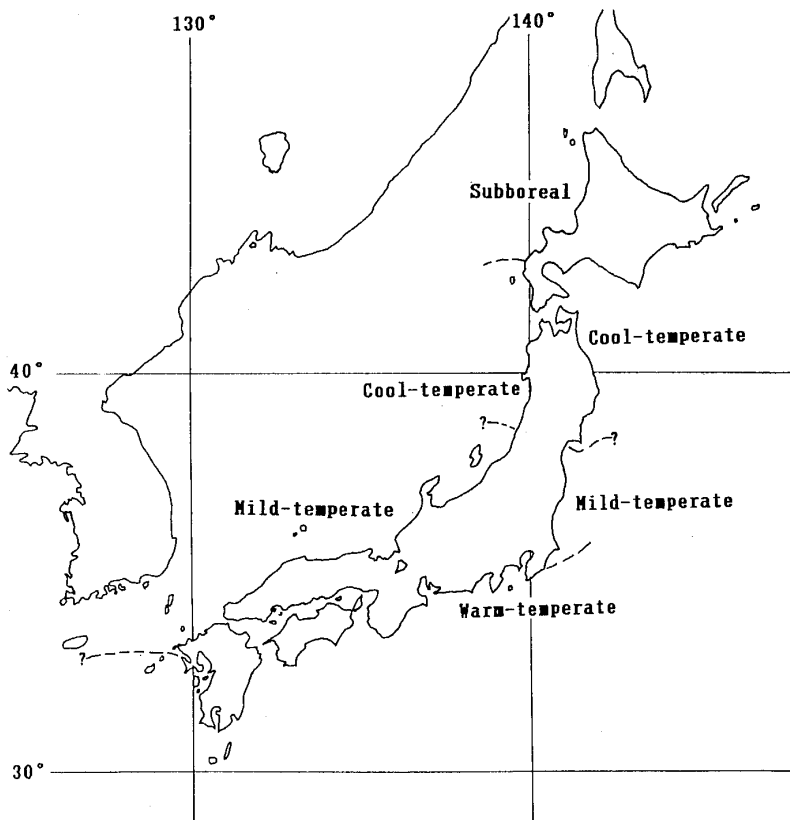 130°
140°
Subboreal
Cool-temperate
40°
Cool-temperate
?
?
Mild-temperate
Mild-temperate
Warm-temperate
?
30°